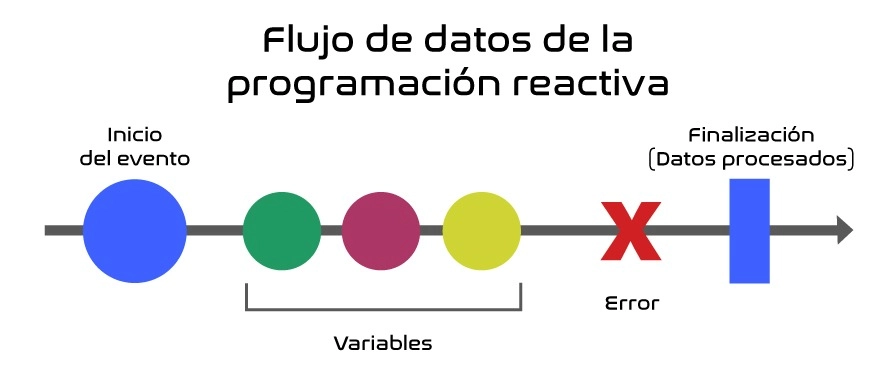 Flujo de datos de la
programación reactiva
Inicio
del evento
Finalización
(Datos procesados)
Error
Variables